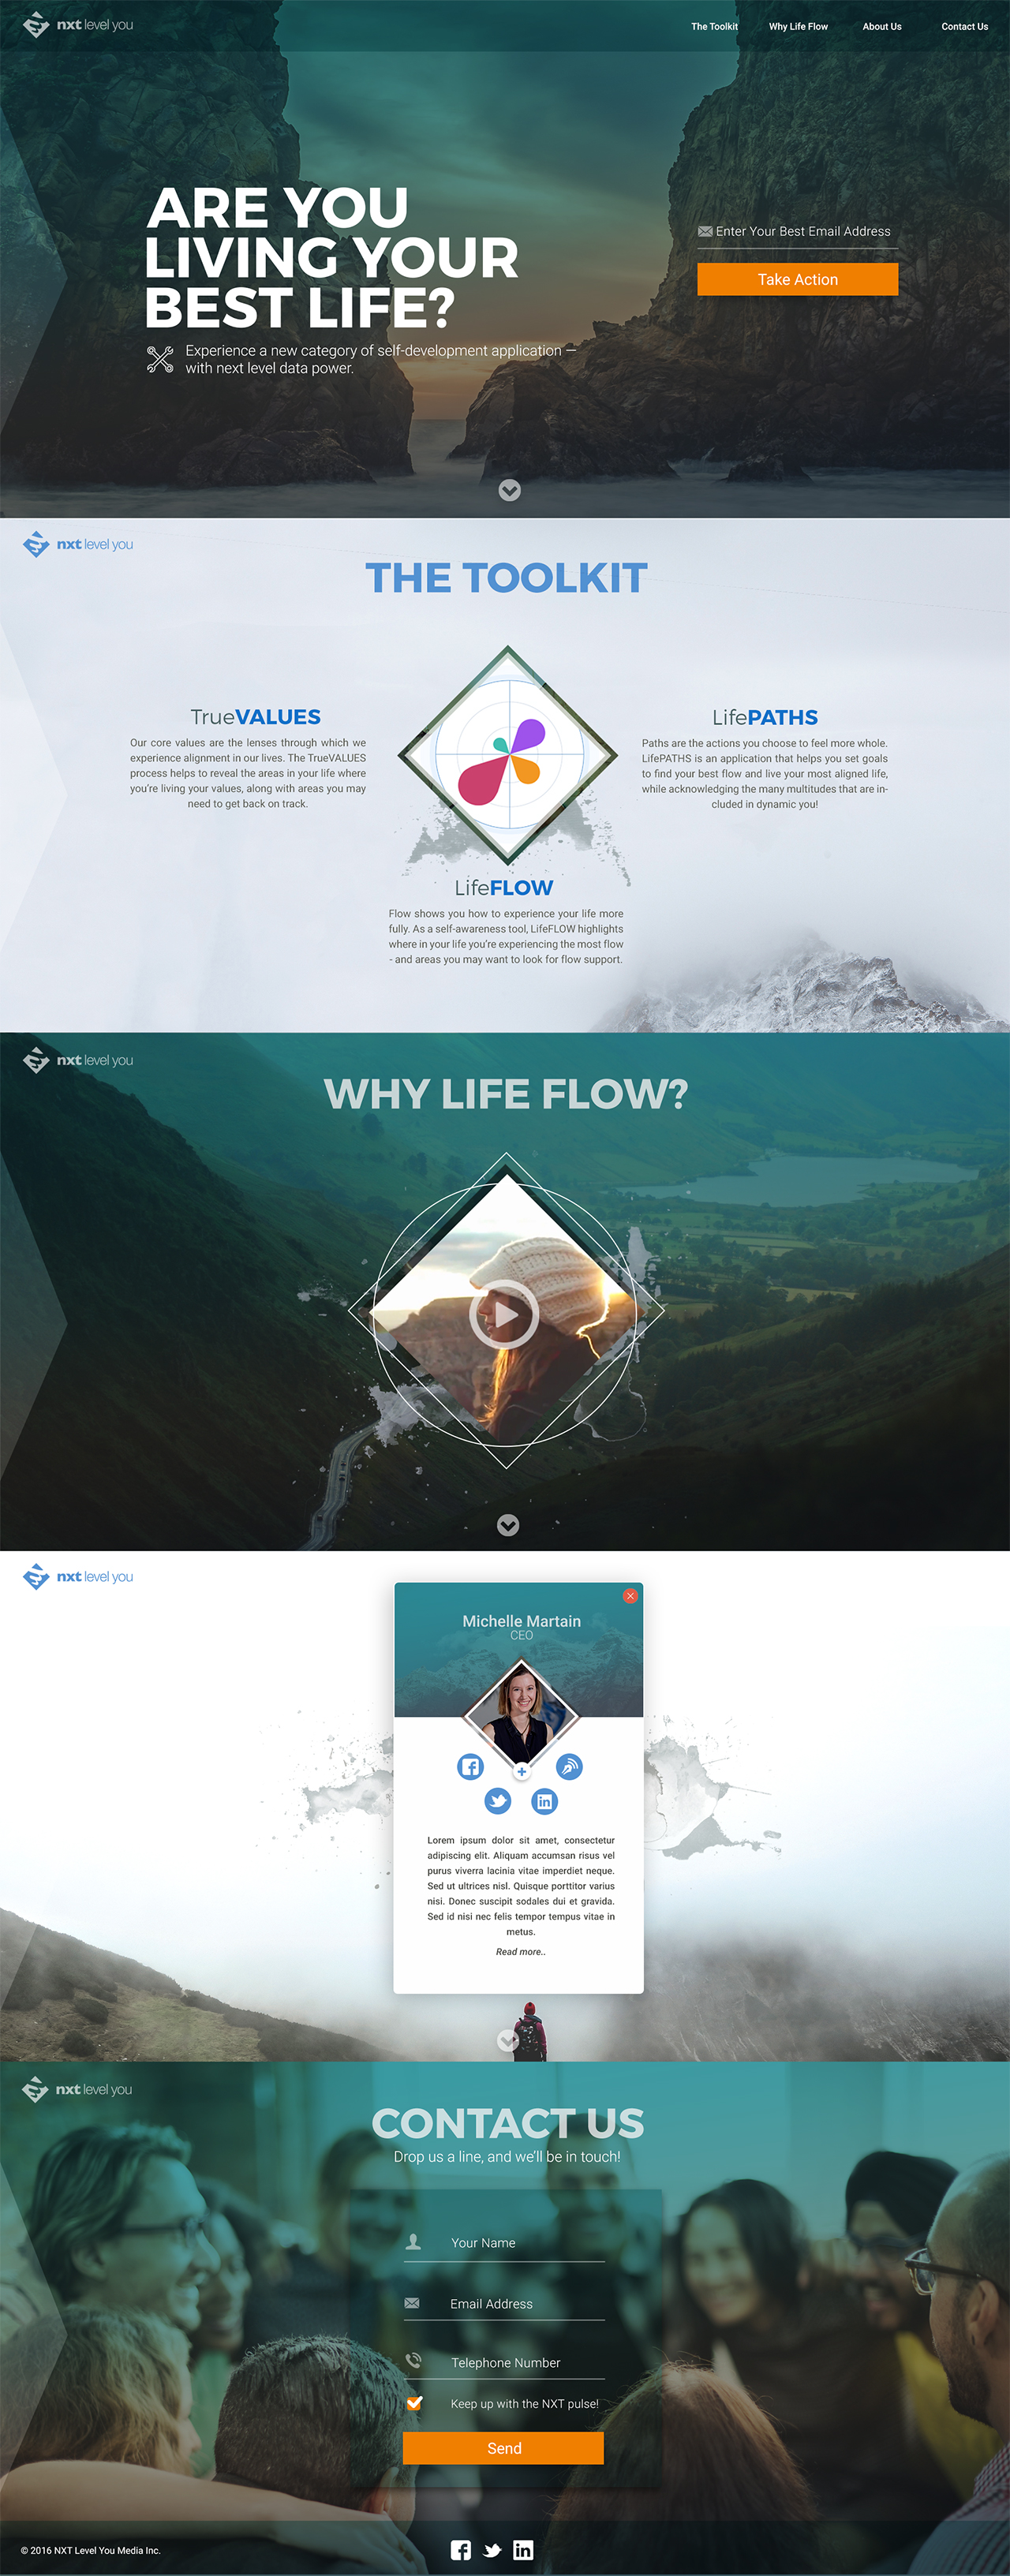 nxt level you
The Toolkit
Why Life Flow
About Us
Contact Us
ARE YOU
LIVING YOUR
BEST LIFE?
Experience a new category of self-development application —
with next level data power.
Enter Your Best Email Address
Take Action
nxt level you
THE TOOLKIT
TrueVALUES
Our core values are the lenses through which we
experience alignment in our lives. The TrueVALUES
process helps to reveal the areas in your life where
you're living your values, along with areas you may
need to get back on track.
LifePATHS
Paths are the actions you choose to feel more whole.
LifePATHS is an application that helps you set goals
to find your best flow and live your most aligned life,
while acknowledging the many multitudes that are in-
cluded in dynamic you!
LifeFLOW
Flow shows you how to experience your life more
fully. As a self-awareness tool, LifeFLOW highlights
where in your life you're experiencing the most flow
- and areas you may want to look for flow support.
nxt level you
WHY LIFE FLOW?
nxt level you
Michelle Martain
CEO
Lorem ipsum dolor sit amet, consectetur
adipiscing elit. Aliquam accumsan risus vel
purus viverra lacinia vitae imperdiet neque.
Sed ut ultrices nisl. Quisque porttitor varius
nisi. Donec suscipit sodales dui et gravida.
Sed id nisi nec felis tempor tempus vitae in
metus.
Read more..
nxt level you
CONTACT US
Drop us a line, and we'll be in touch!
Your Name
Email Address
Telephone Number
Keep up with the NXT pulse!
Send
© 2016 NXT Level You Media Inc.